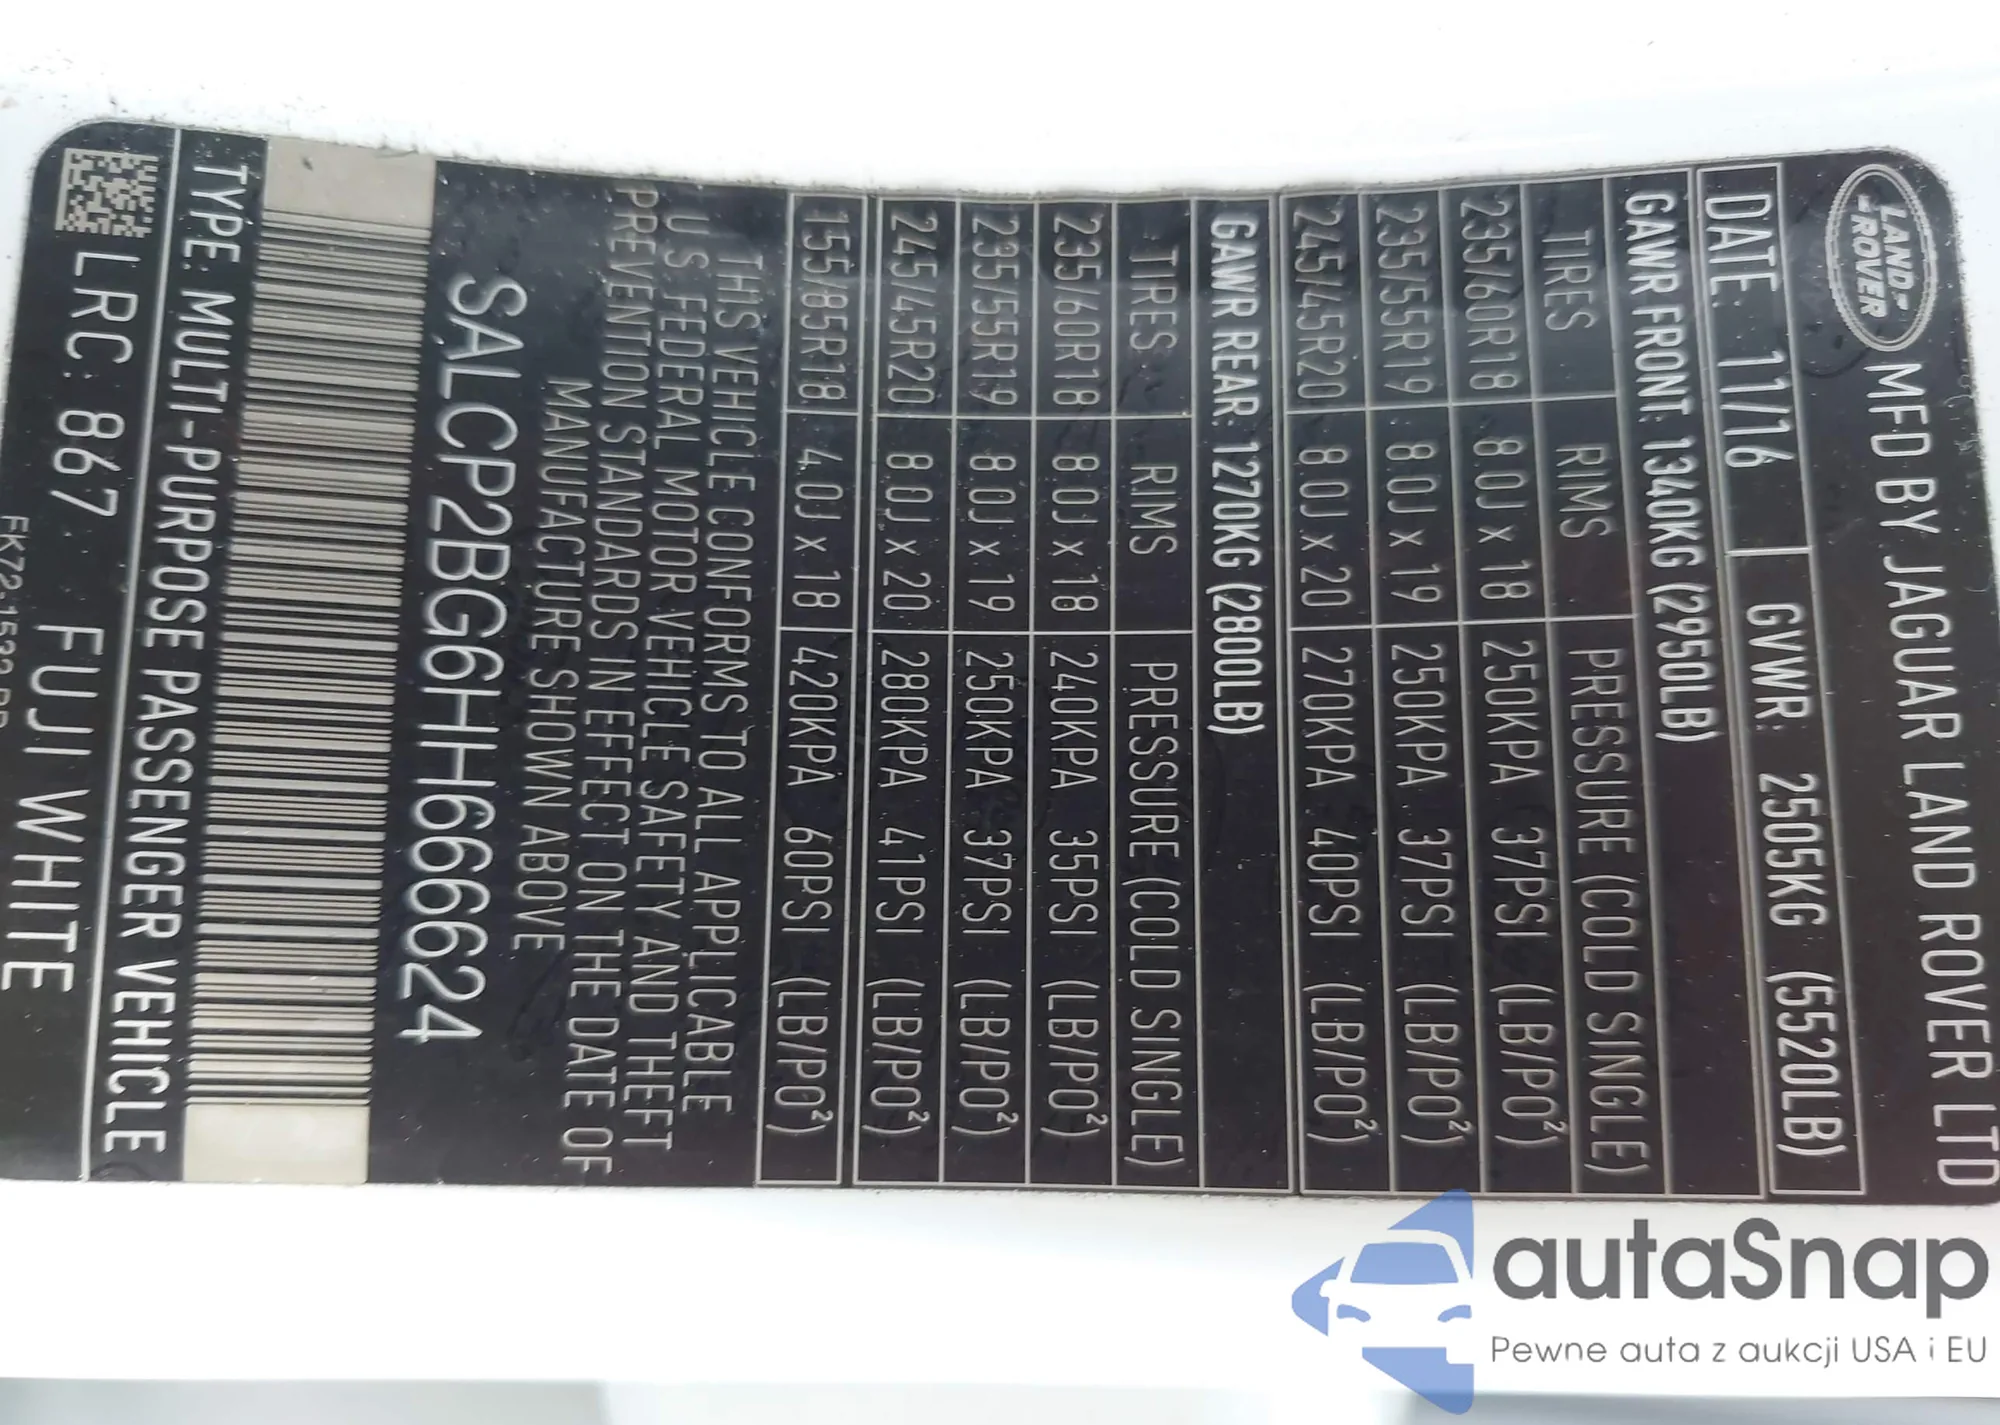 LAND-
-ROVER
MFD BY JAGUAR LAND ROVER LTD
DATE: 11/16 GVWR: 2505KG (5520LB)
GAWR FRONT: 1340KG (2950LB)
TIRES RIMS PRESSURE (COLD SINGLE)
235/60R18 8.0J x 18 250KPA 37PSI (LB/PO²)
235/55R19 8.0J x 19 250KPA 37PSI (LB/PO²)
245/45R20 8.0J x 20 270KPA 40PSI (LB/PO²)
GAWR REAR: 1270KG (2800LB)
TIRES RIMS PRESSURE (COLD SINGLE)
235/60R18 8.0J x 18 240KPA 35PSI (LB/PO²)
235/55R19 8.0J x 19 250KPA 37PSI (LB/PO²)
245/45R20 8.0J x 20 280KPA 41PSI (LB/PO²)
155/85R18 4.0J x 18 420KPA 60PSI (LB/PO²)
THIS VEHICLE CONFORMS TO ALL APPLICABLE
U S FEDERAL MOTOR VEHICLE SAFETY AND THEFT
PREVENTION STANDARDS IN EFFECT ON THE DATE OF
MANUFACTURE SHOWN ABOVE
SALCP2BG6HH666624
TYPE: MULTI-PURPOSE PASSENGER VEHICLE
LRC: 867 FUJI WHITE
autaSnap
Pewne auta z aukcji USA i EU